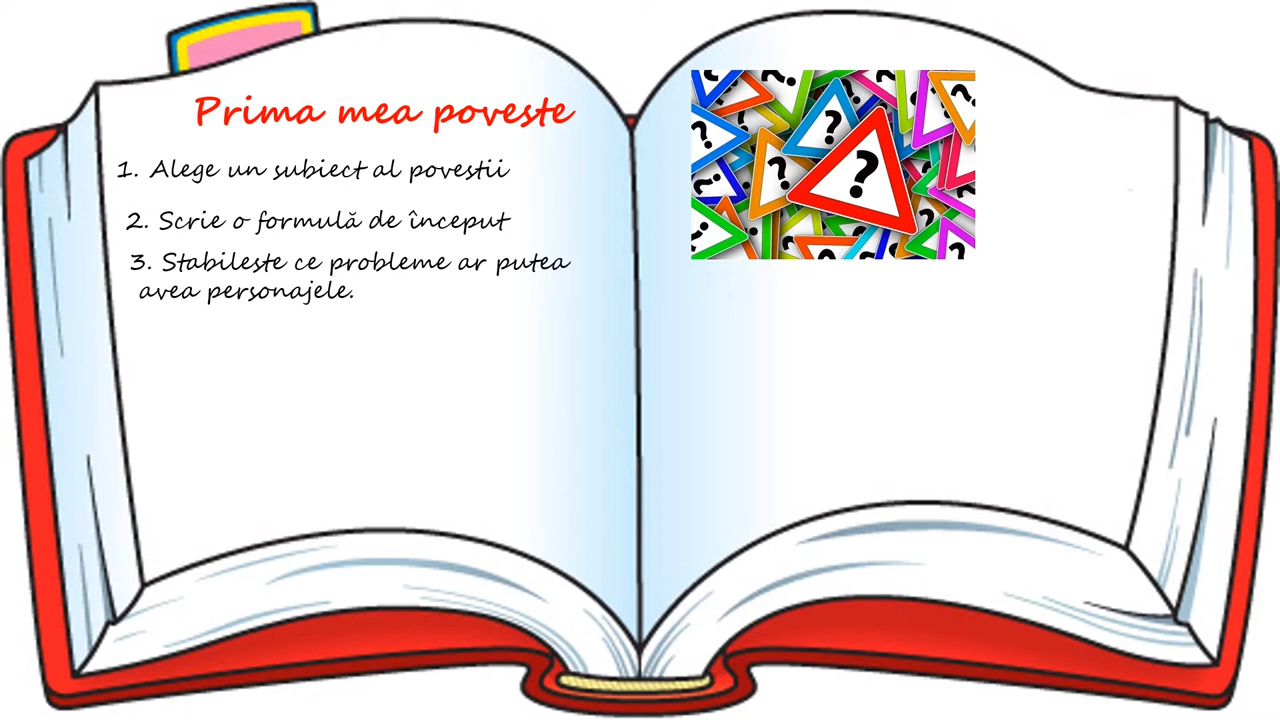 Prima mea poveste
1. Alege un subiect al povestii
2. Scrie o formulă de început
3. Stabileste ce probleme ar putea
avea personajele.